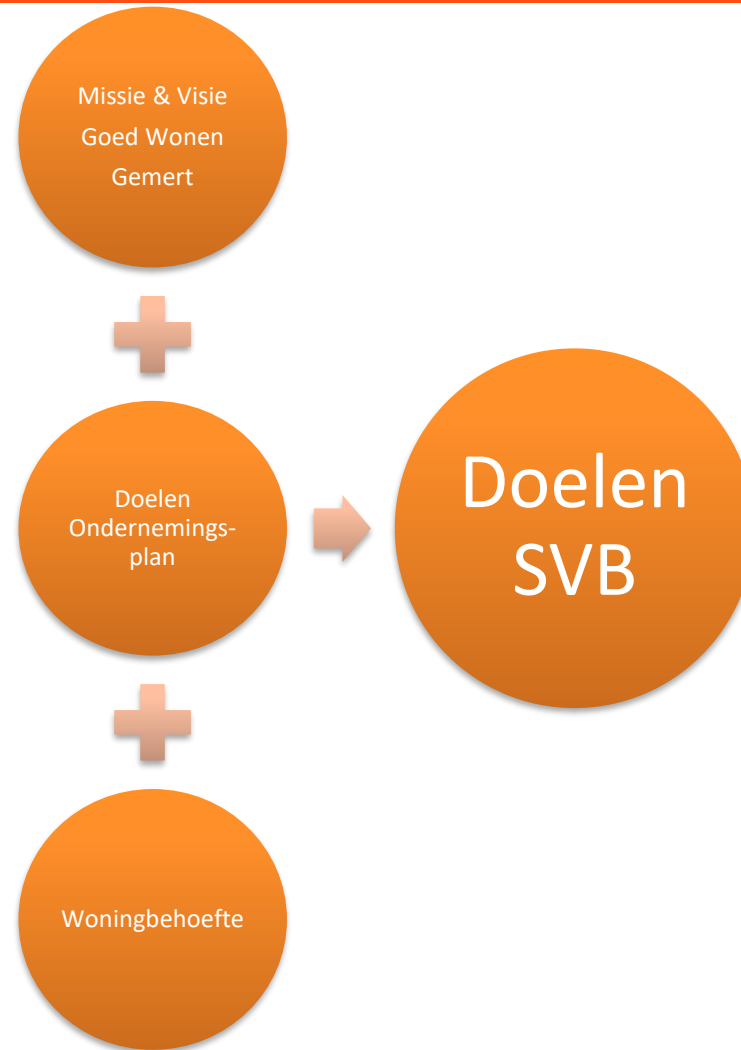 Missie & Visie
Goed Wonen
Gemert
Doelen
Ondernemings-
plan
Woningbehoefte
Doelen
SVB